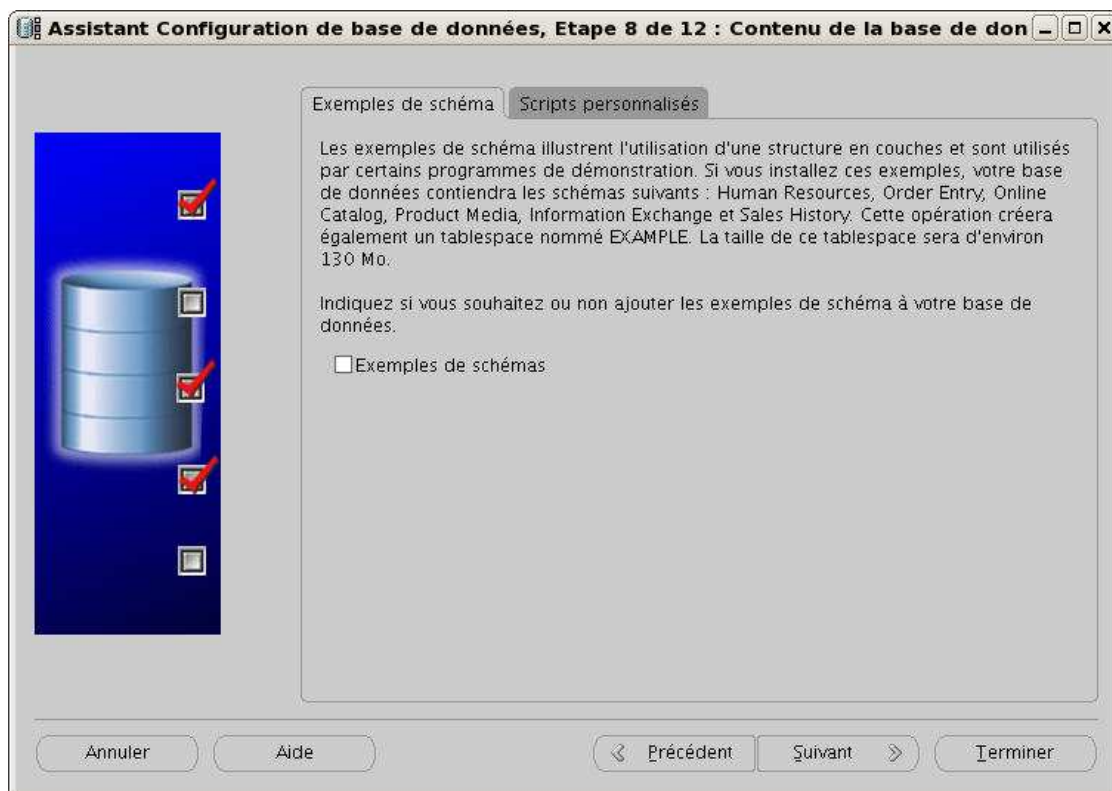 Assistant Configuration de base de données, Etape 8 de 12 : Contenu de la base de don
Exemples de schéma
Scripts personnalisés
Les exemples de schéma illustrent l'utilisation d'une structure en couches et sont utilisés
par certains programmes de démonstration. Si vous installez ces exemples, votre base
de données contiendra les schémas suivants : Human Resources, Order Entry, Online
Catalog, Product Media, Information Exchange et Sales History. Cette opération créera
également un tablespace nommé EXAMPLE. La taille de ce tablespace sera d'environ
130 Mo.
Indiquez si vous souhaitez ou non ajouter les exemples de schéma à votre base de
données.
Exemples de schémas
Annuler
Aide
Précédent
Suivant
Terminer